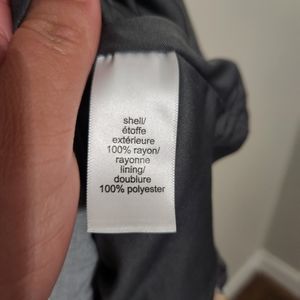 shell/
étoffe
extérieure
100% rayon/
rayonne
lining/
doublure
100% polyester